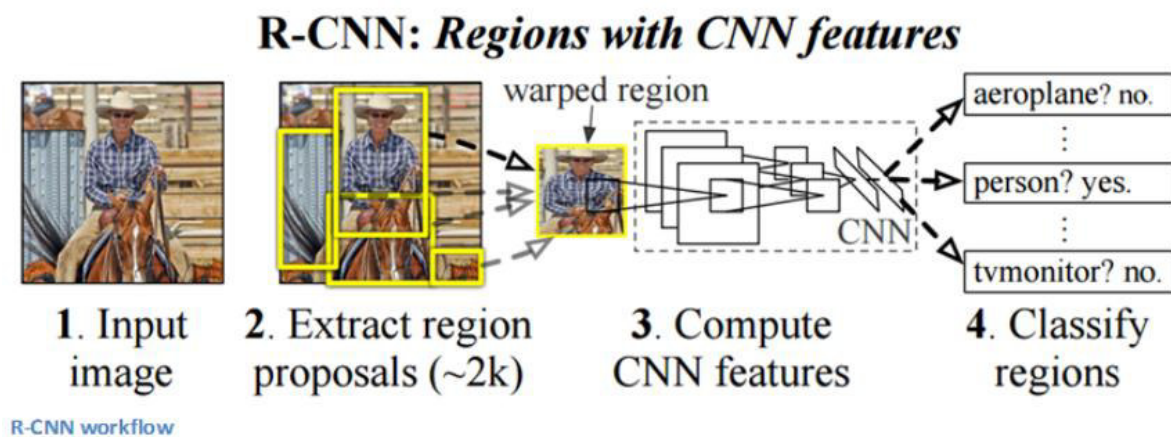 R-CNN: Regions with CNN features
warped region
aeroplane? no.
⋮
person? yes.
⋮
tvmonitor? no.
CNN
1. Input
image
2. Extract region
proposals (~2k)
3. Compute
CNN features
4. Classify
regions
R-CNN workflow